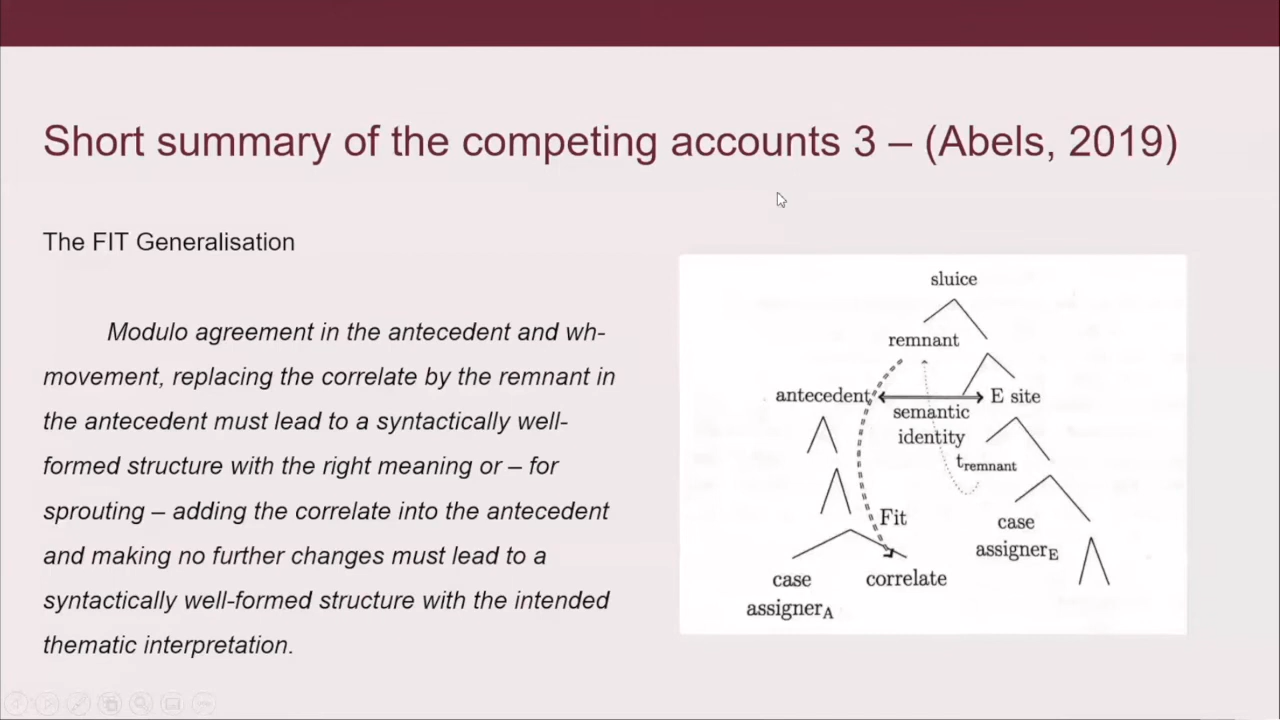 Short summary of the competing accounts 3 – (Abels, 2019)
The FIT Generalisation
Modulo agreement in the antecedent and wh-
movement, replacing the correlate by the remnant in
the antecedent must lead to a syntactically well-
formed structure with the right meaning or – for
sprouting – adding the correlate into the antecedent
and making no further changes must lead to a
syntactically well-formed structure with the intended
thematic interpretation.
sluice
remnant
antecedent
E site
semantic
identity
tremnant
Fit
case
assignerE
case
assignerA
correlate